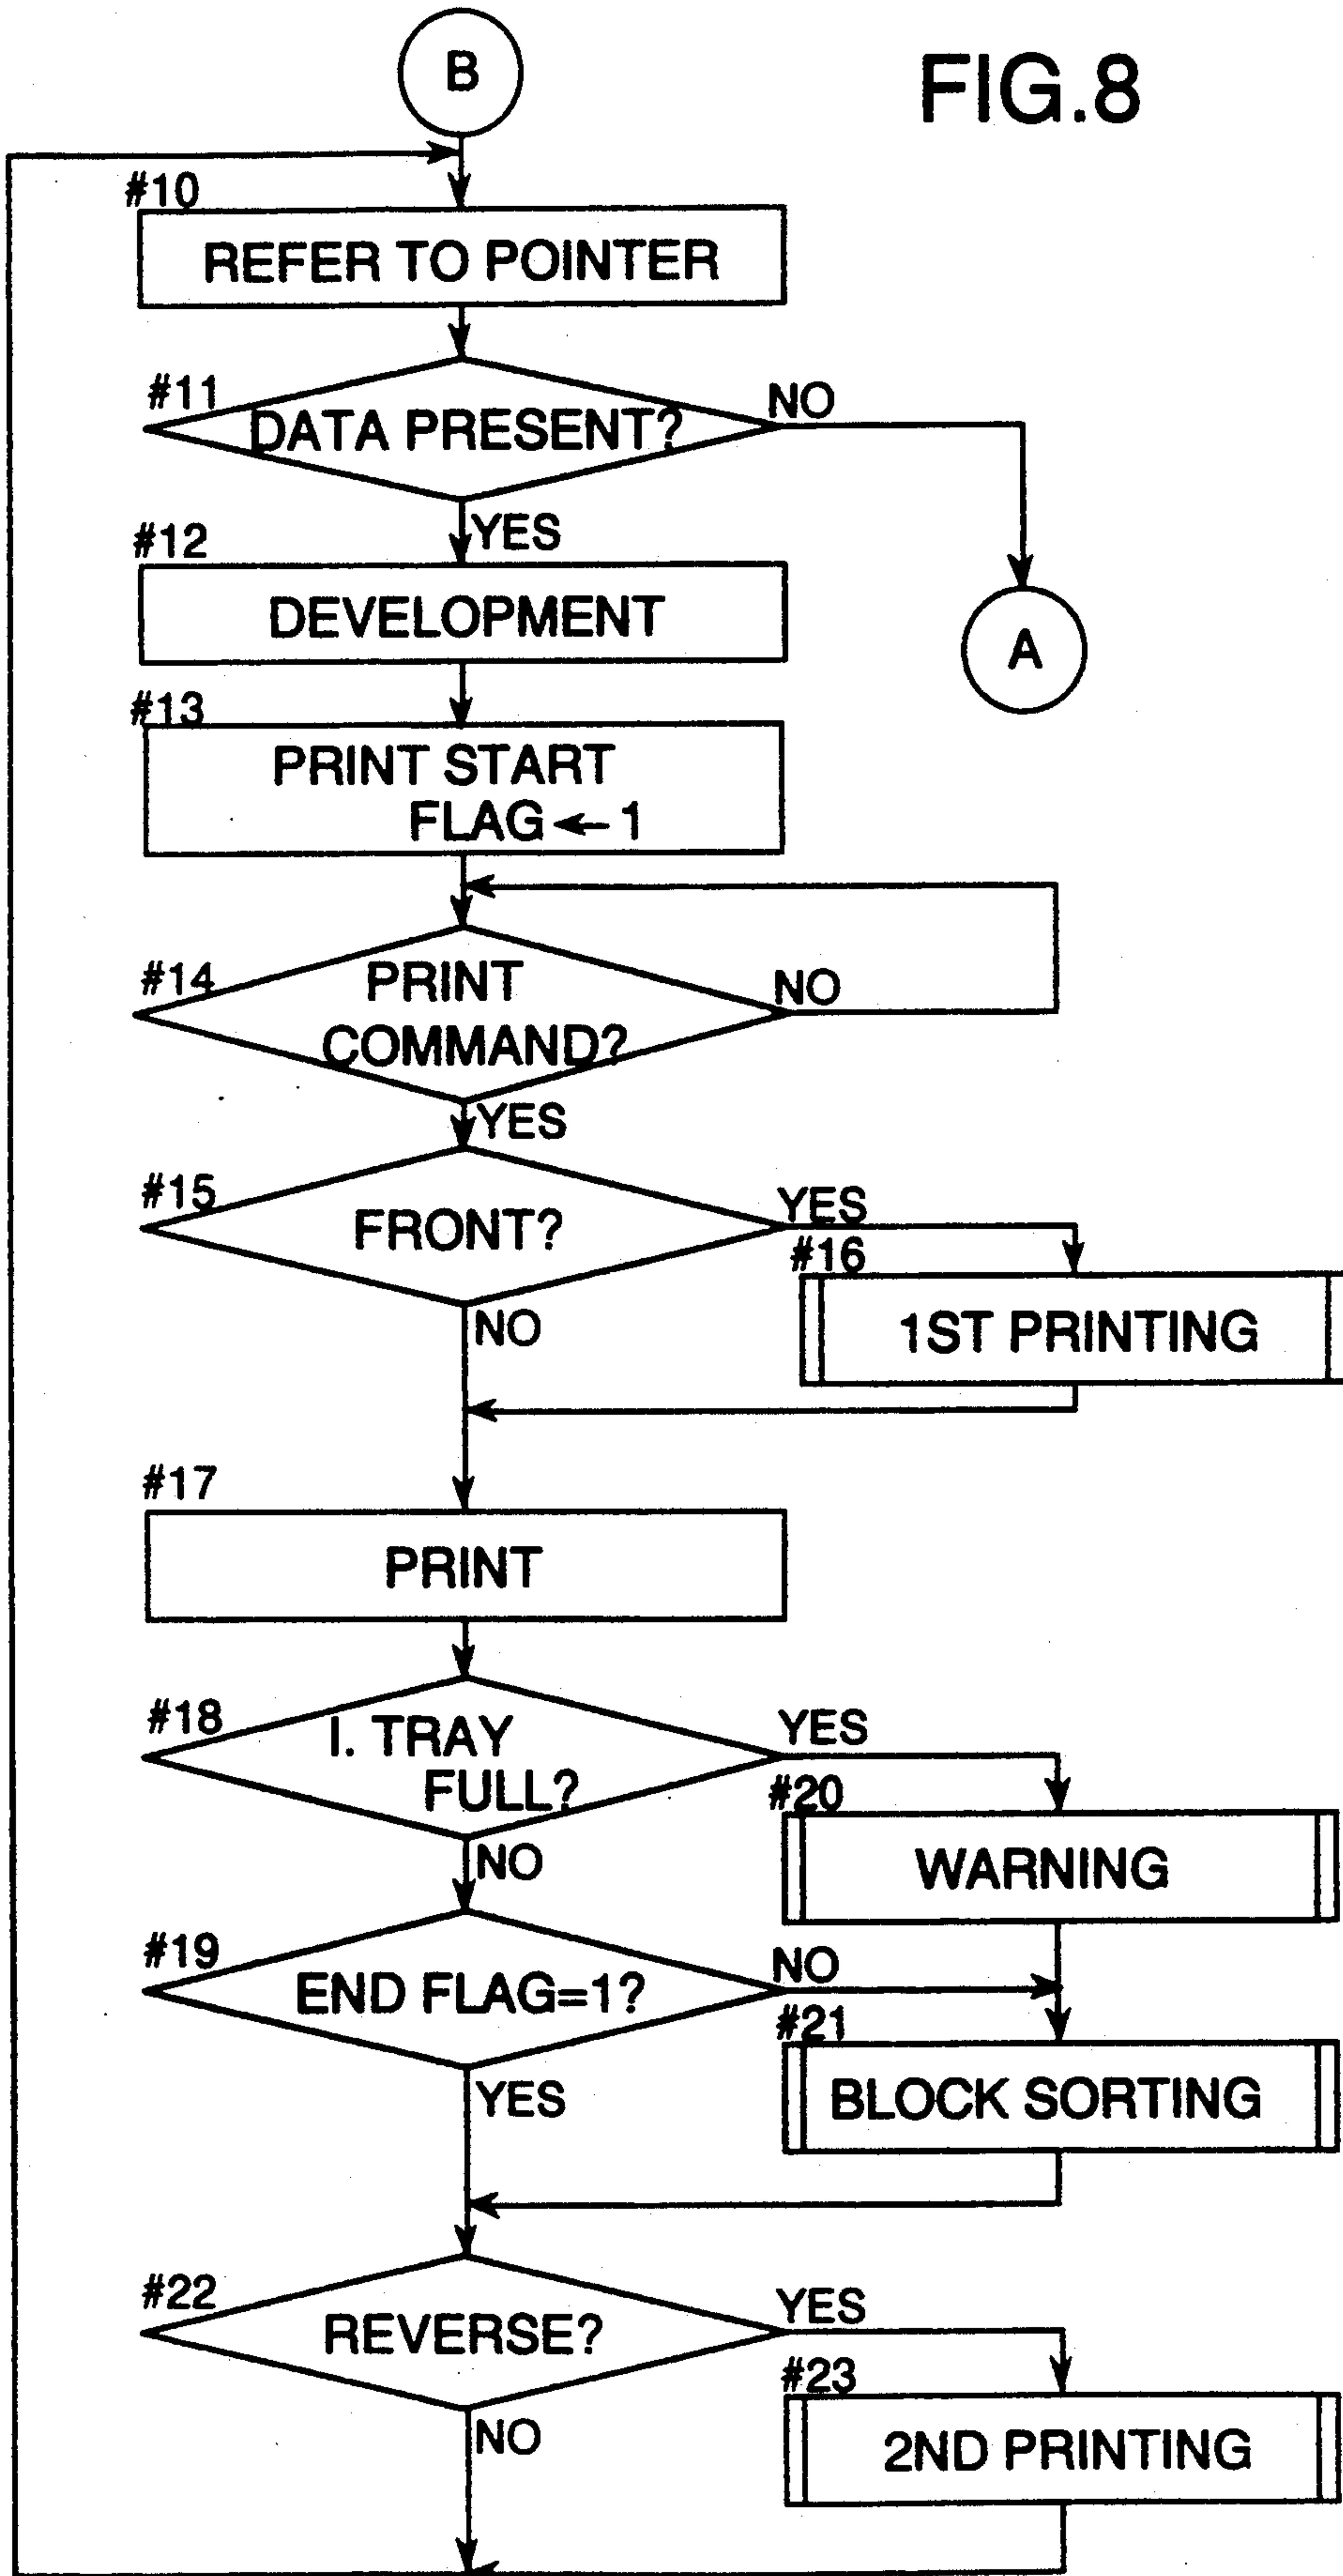 B
FIG.8
#10
REFER TO POINTER
#11
DATA PRESENT?
NO
YES
#12
DEVELOPMENT
A
#13
PRINT START
FLAG ← 1
#14
PRINT
COMMAND?
NO
YES
#15
FRONT?
YES
#16
1ST PRINTING
NO
#17
PRINT
#18
I. TRAY
FULL?
YES
#20
WARNING
NO
#19
END FLAG=1?
NO
#21
BLOCK SORTING
YES
#22
REVERSE?
YES
#23
2ND PRINTING
NO